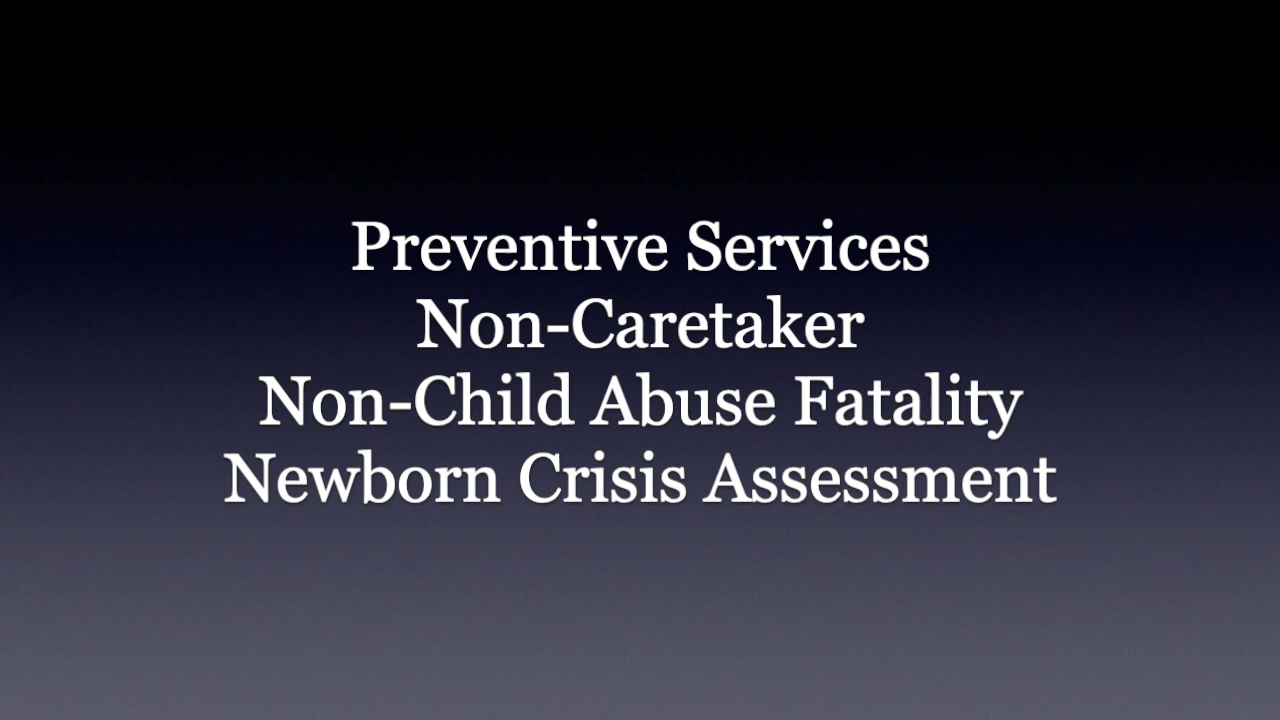 Preventive Services
Non-Caretaker
Non-Child Abuse Fatality
Newborn Crisis Assessment